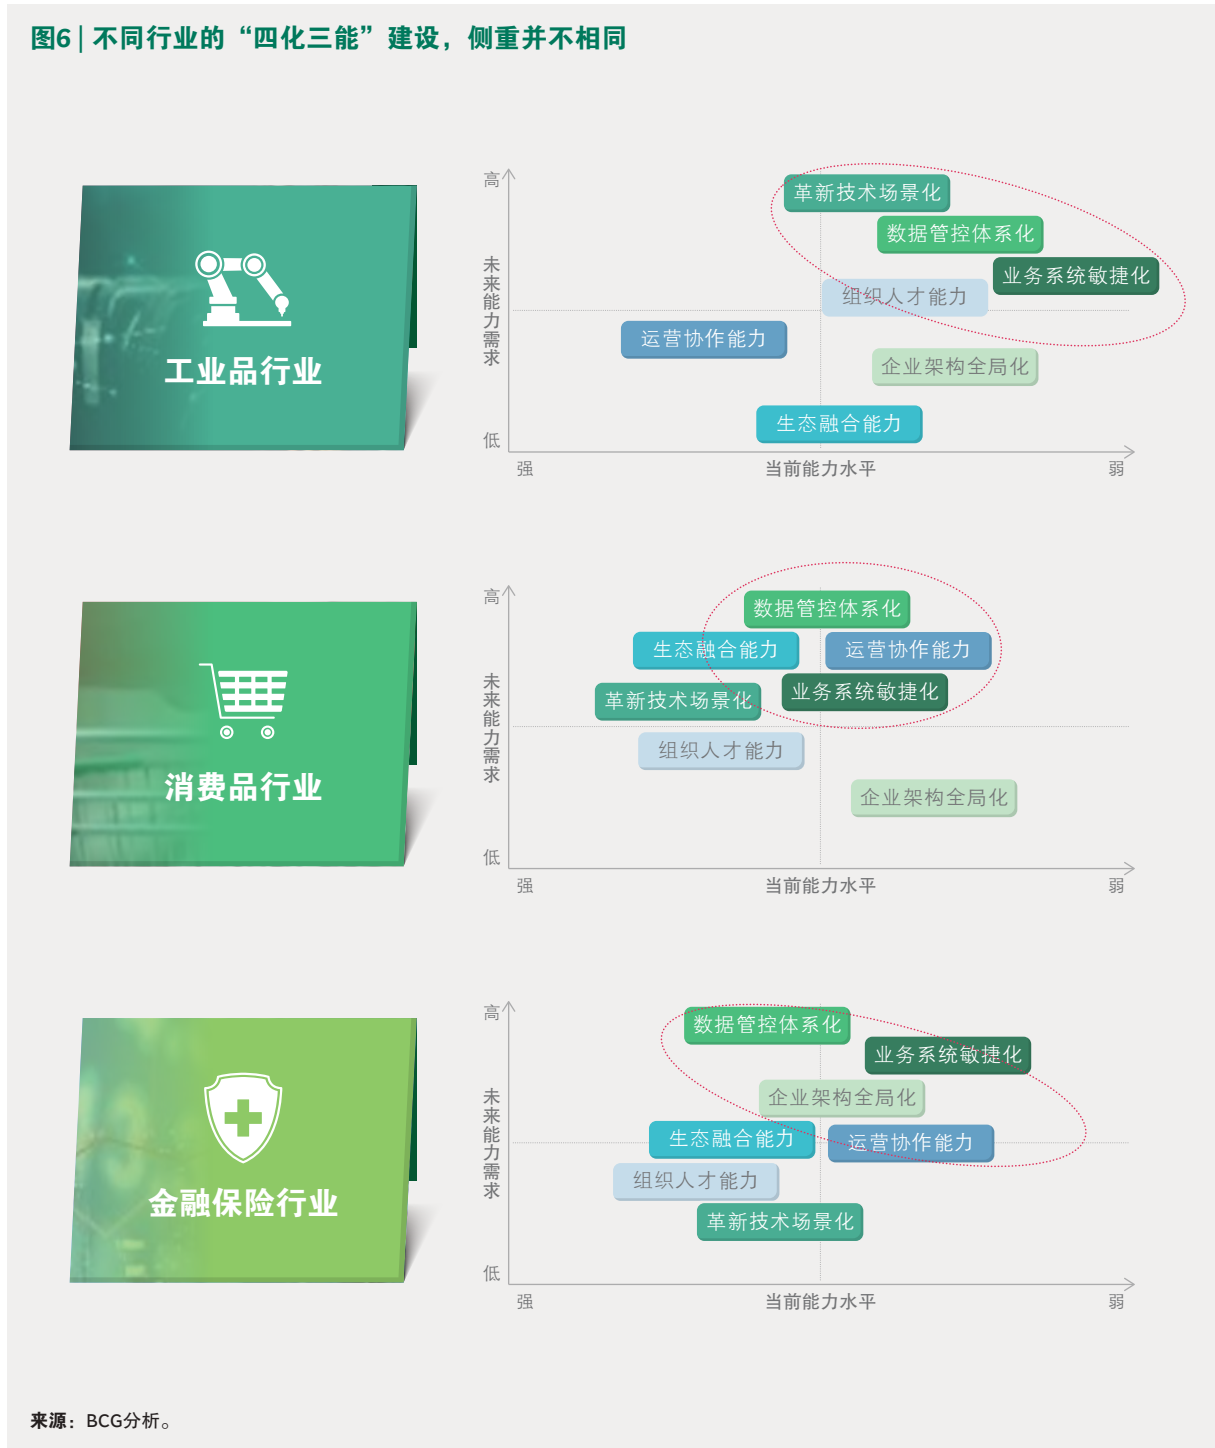 图6 | 不同行业的“四化三能”建设，侧重并不相同
工业品行业
高
未来能力需求
低
革新技术场景化
数据管控体系化
业务系统敏捷化
组织人才能力
运营协作能力
企业架构全局化
生态融合能力
强
当前能力水平
弱
消费品行业
高
未来能力需求
低
数据管控体系化
生态融合能力
运营协作能力
革新技术场景化
业务系统敏捷化
组织人才能力
企业架构全局化
强
当前能力水平
弱
金融保险行业
高
未来能力需求
低
数据管控体系化
业务系统敏捷化
企业架构全局化
生态融合能力
运营协作能力
组织人才能力
革新技术场景化
强
当前能力水平
弱
来源：BCG分析。